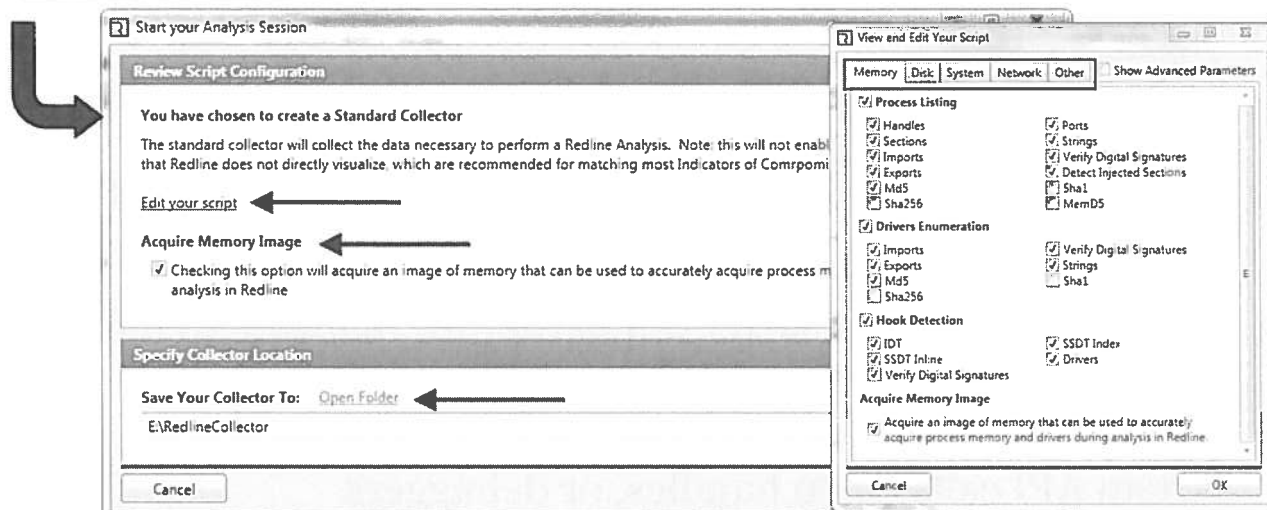 Start your Analysis Session
Review Script Configuration
You have chosen to create a Standard Collector
The standard collector will collect the data necessary to perform a Redline Analysis. Note: this will not enabl
that Redline does not directly visualize, which are recommended for matching most Indicators of Comrpomi
Edit your script
Acquire Memory Image
Checking this option will acquire an image of memory that can be used to accurately acquire process m
analysis in Redline
Specify Collector Location
Save Your Collector To: Open Folder
E:\RedlineCollector
Cancel
View and Edit Your Script
Memory Disk System Network Other Show Advanced Parameters
Process Listing
Handles Ports
Sections Strings
Imports Verify Digital Signatures
Exports Detect Injected Sections
Md5 Sha1
Sha256 MemD5
Drivers Enumeration
Imports Verify Digital Signatures
Exports Strings
Md5 Sha1
Sha256
Hook Detection
IDT SSDT Index
SSDT Inline Drivers
Verify Digital Signatures
Acquire Memory Image
Acquire an image of memory that can be used to accurately
acquire process memory and drivers during analysis in Redline.
Cancel OK